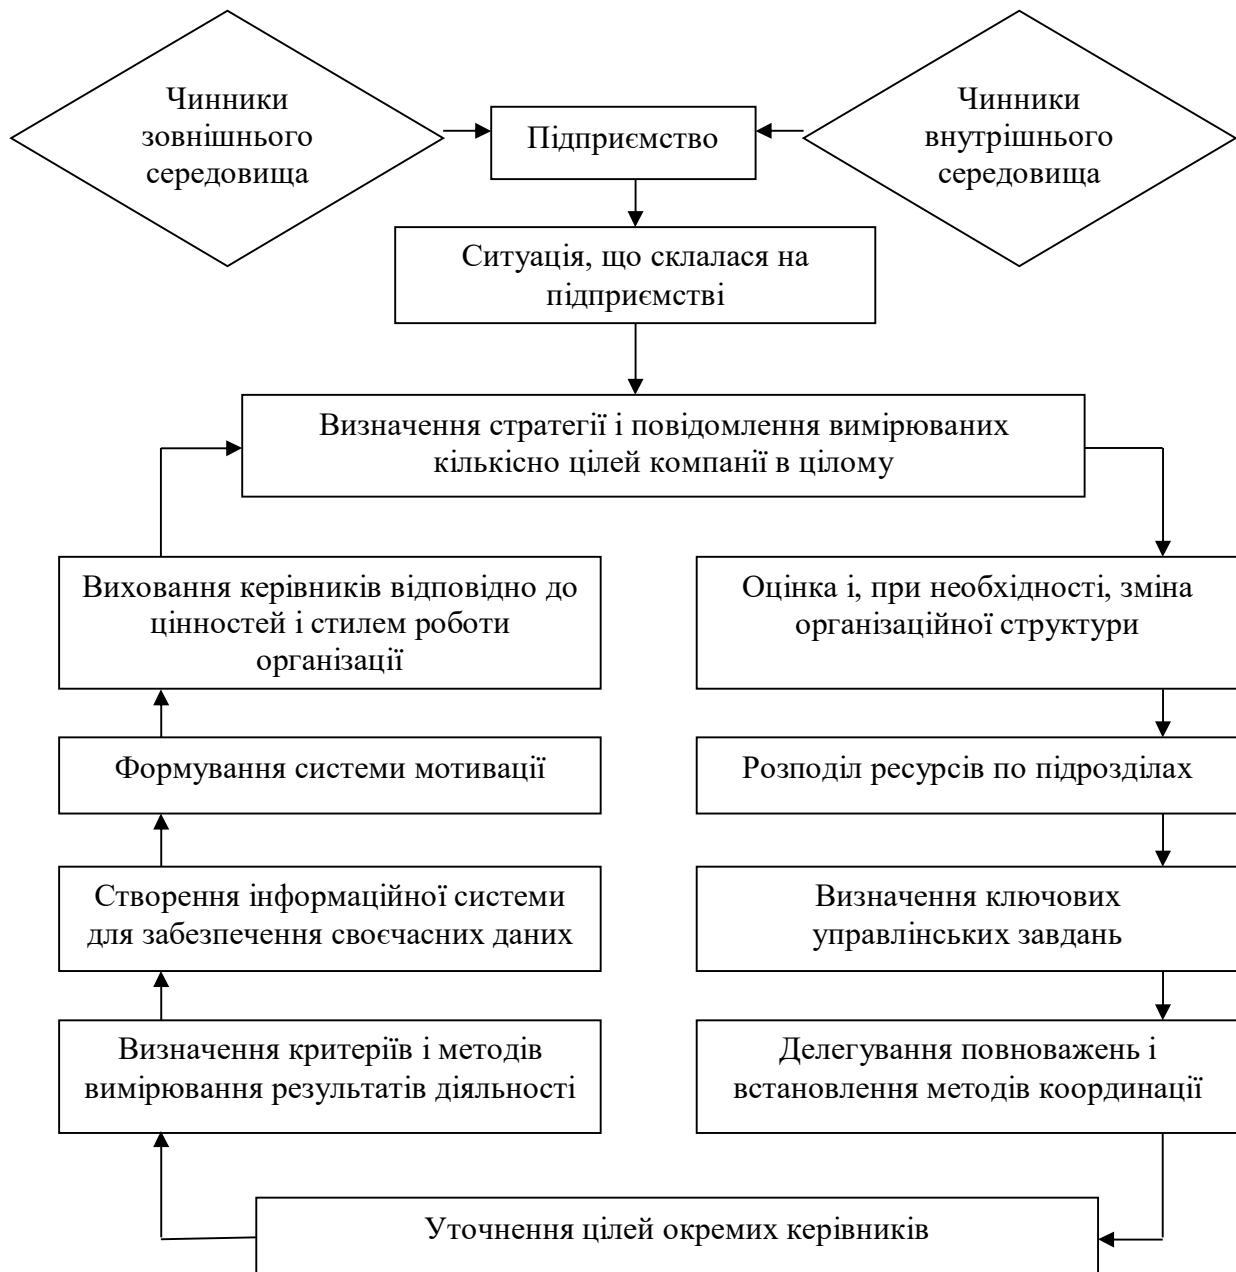 Чинники
зовнішнього
середовища
Підприємство
Чинники
внутрішнього
середовища
Ситуація, що склалася на
підприємстві
Визначення стратегії і повідомлення вимірюваних
кількісно цілей компанії в цілому
Виховання керівників відповідно до
цінностей і стилем роботи
організації
Оцінка і, при необхідності, зміна
організаційної структури
Формування системи мотивації
Розподіл ресурсів по підрозділах
Створення інформаційної системи
для забезпечення своєчасних даних
Визначення ключових
управлінських завдань
Визначення критеріїв і методів
вимірювання результатів діяльності
Делегування повноважень і
встановлення методів координації
Уточнення цілей окремих керівників